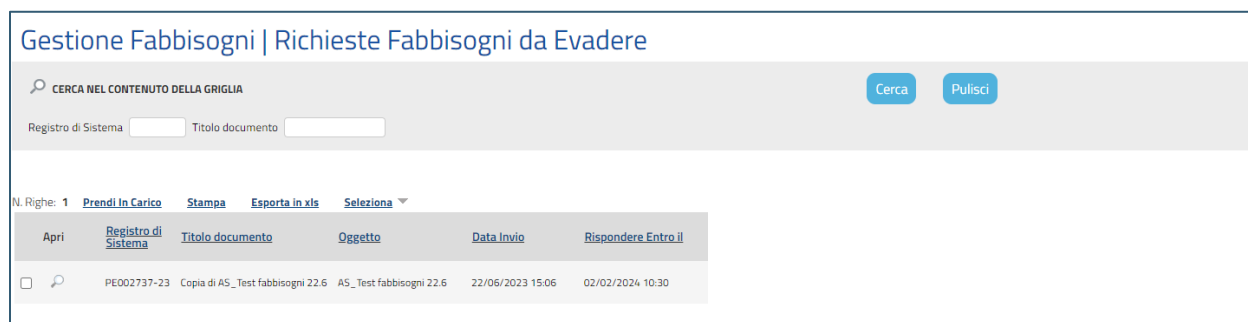 Gestione Fabbisogni | Richieste Fabbisogni da Evadere
CERCA NEL CONTENUTO DELLA GRIGLIA Cerca Pulisci
Registro di Sistema Titolo documento
N. Righe: 1 Prendi In Carico Stampa Esporta in xls Seleziona
Apri Registro di Sistema Titolo documento Oggetto Data Invio Rispondere Entro il
PE002737-23 Copia di AS_Test fabbisogni 22.6 AS_Test fabbisogni 22.6 22/06/2023 15:06 02/02/2024 10:30